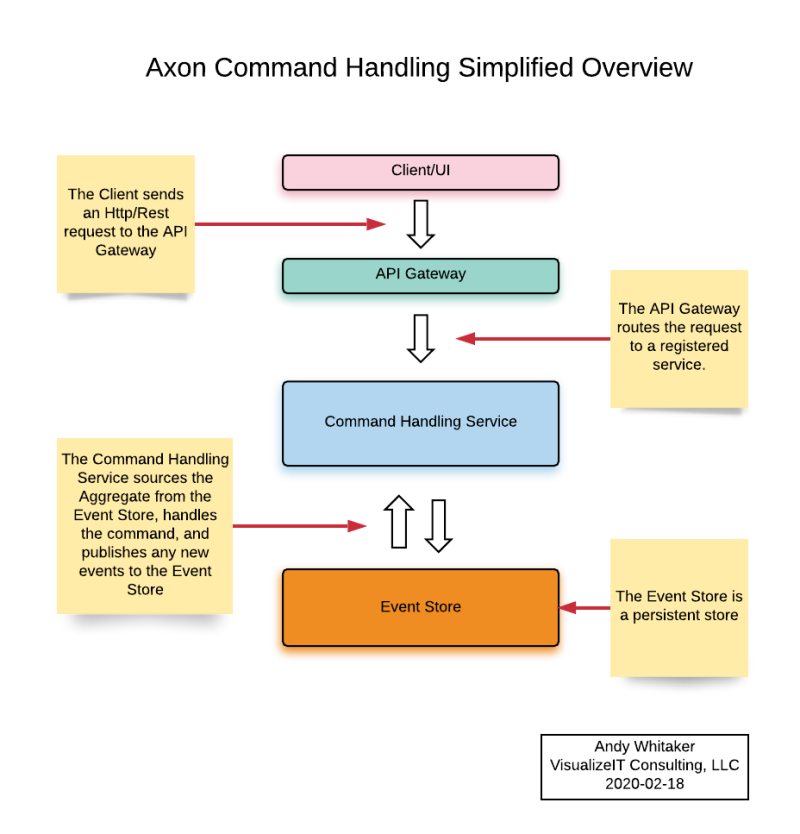 Axon Command Handling Simplified Overview
Client/UI
The Client sends
an Http/Rest
request to the API
Gateway
API Gateway
The API Gateway
routes the request
to a registered
service.
Command Handling Service
The Command Handling
Service sources the
Aggregate from the
Event Store, handles
the command, and
publishes any new
events to the Event
Store
Event Store
The Event Store is
a persistent store
Andy Whitaker
VisualizeIT Consulting, LLC
2020-02-18